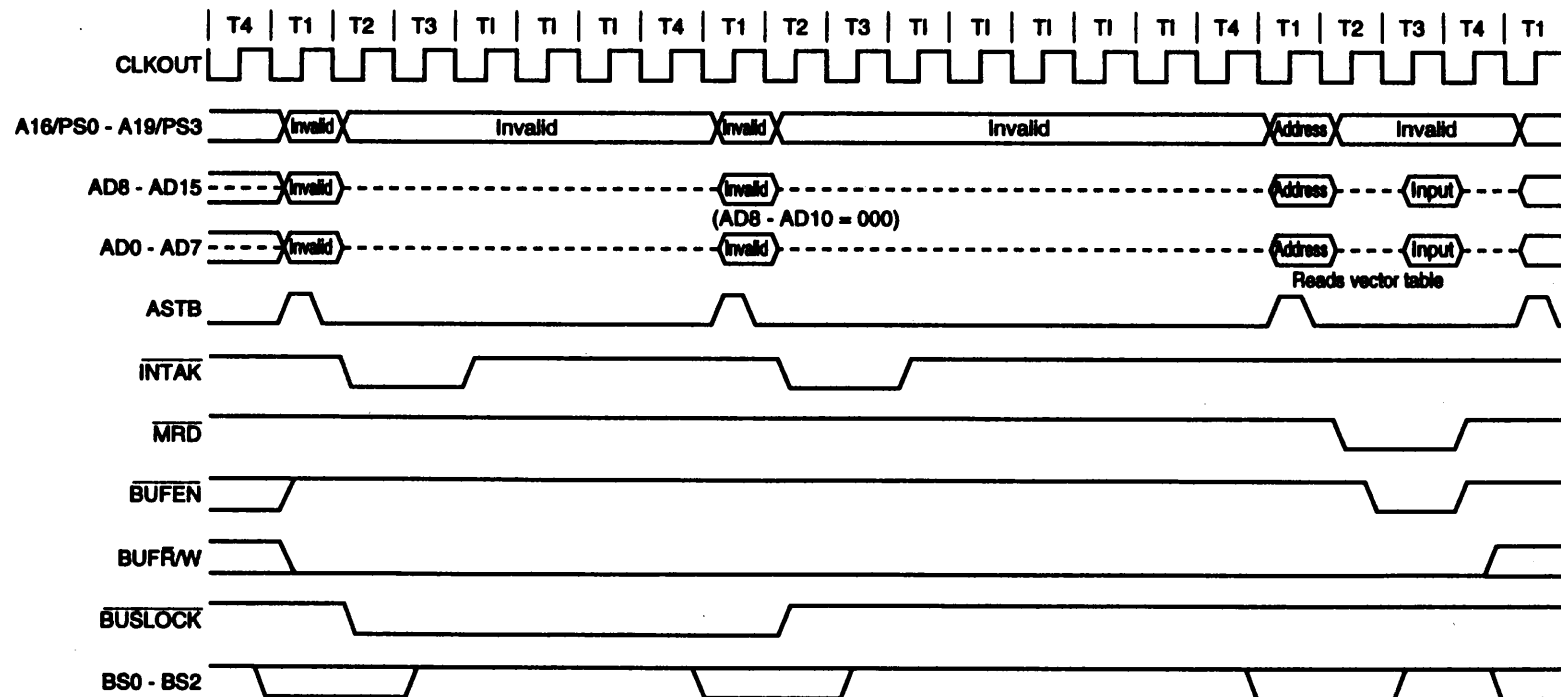 T4 T1 T2 T3 TI TI TI T4 T1 T2 T3 TI TI TI TI TI T4 T1 T2 T3 T4 T1
CLKOUT
A16/PS0 - A19/PS3 Invalid Invalid Invalid Invalid Address Invalid
AD8 - AD15 Invalid Invalid Address Input
(AD8 - AD10 = 000)
AD0 - AD7 Invalid Invalid Address Input
Reads vector table
ASTB
INTAK
MRD
BUFEN
BUFR/W
BUSLOCK
BS0 - BS2